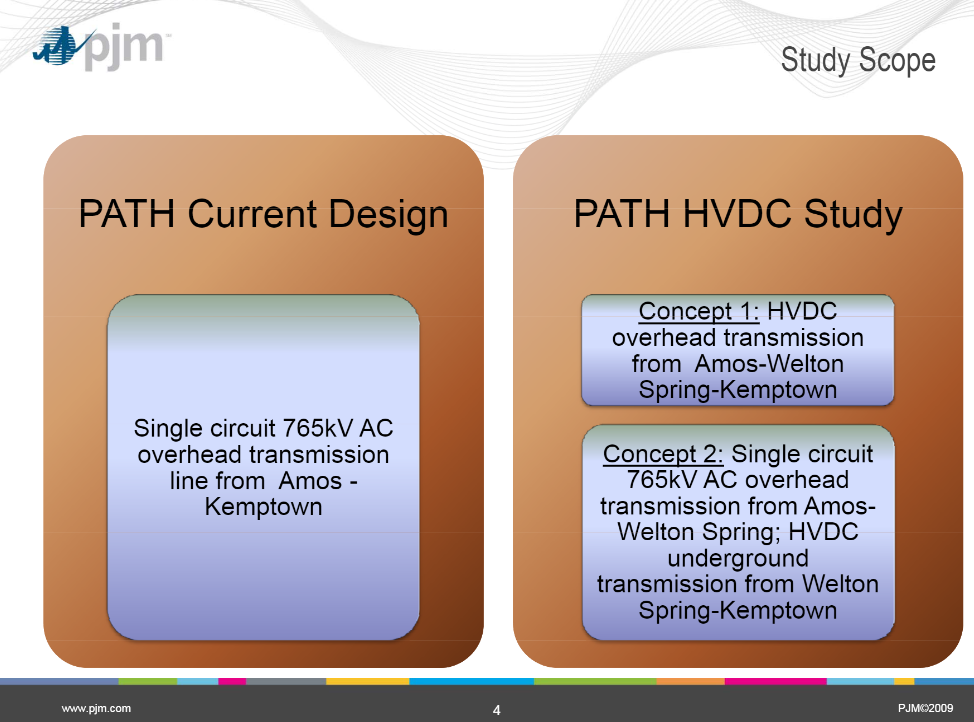 pjm™
Study Scope
PATH Current Design
Single circuit 765kV AC
overhead transmission
line from Amos -
Kemptown
PATH HVDC Study
Concept 1: HVDC
overhead transmission
from Amos-Welton
Spring-Kemptown
Concept 2: Single circuit
765kV AC overhead
transmission from Amos-
Welton Spring; HVDC
underground
transmission from Welton
Spring-Kemptown
www.pjm.com
4
PJM©2009